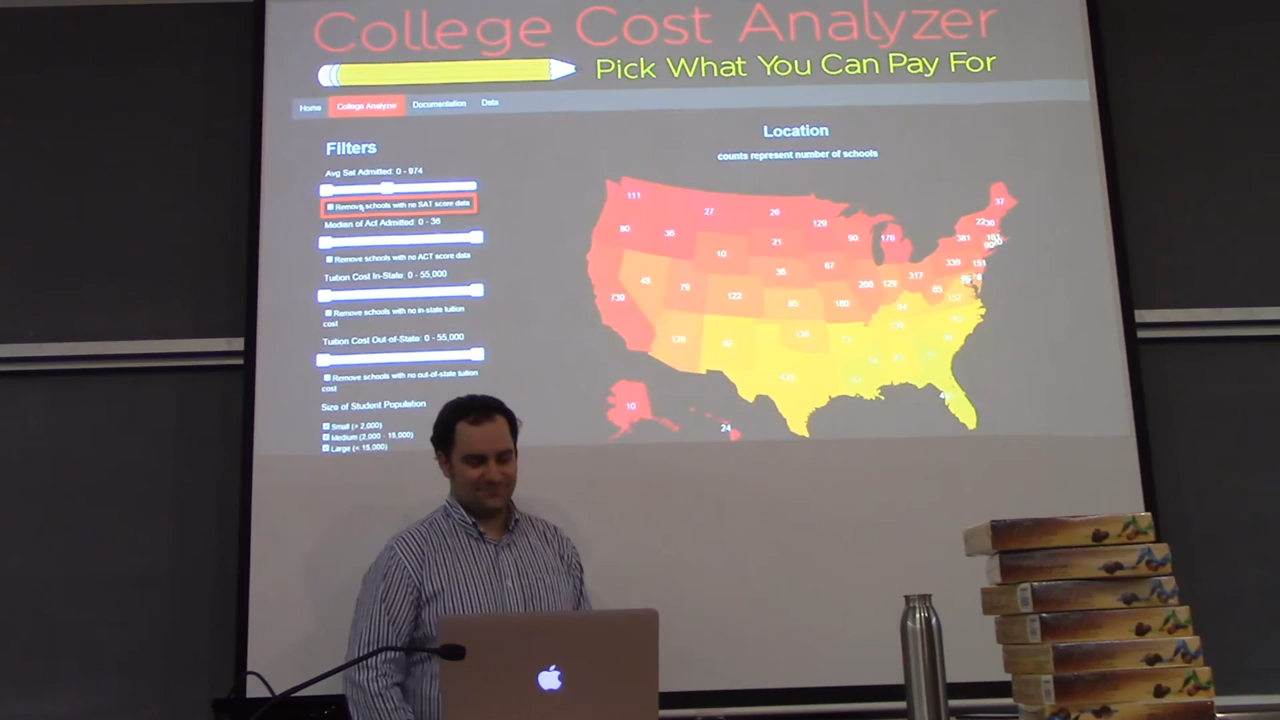 College Cost Analyzer
Pick What You Can Pay For
Home College Analyzer Documentation Data
Filters
Avg Sat Admitted: 0 - 974
Remove schools with no SAT score data
Median of Act Admitted: 0 - 36
Remove schools with no ACT score data
Tuition Cost In-State: 0 - 55,000
Remove schools with no in-state tuition
cost
Tuition Cost Out-of-State: 0 - 55,000
Remove schools with no out-of-state tuition
cost
Size of Student Population
Small (> 2,000)
Medium (2,000 - 15,000)
Large (< 15,000)
Location
counts represent number of schools
111 27 26 129 37
80 36 21 90 176 381
10 67 339 151
48 79 36 317
739 122 85 180 65
128 42
10 24